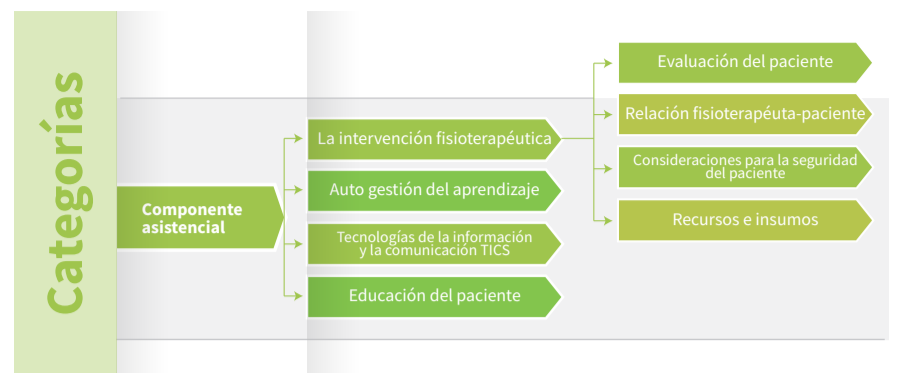 Categorías
Componente
asistencial
La intervención fisioterapéutica
Auto gestión del aprendizaje
Tecnologías de la información
y la comunicación TICS
Educación del paciente
Evaluación del paciente
Relación fisioterapéuta-paciente
Consideraciones para la seguridad
del paciente
Recursos e insumos